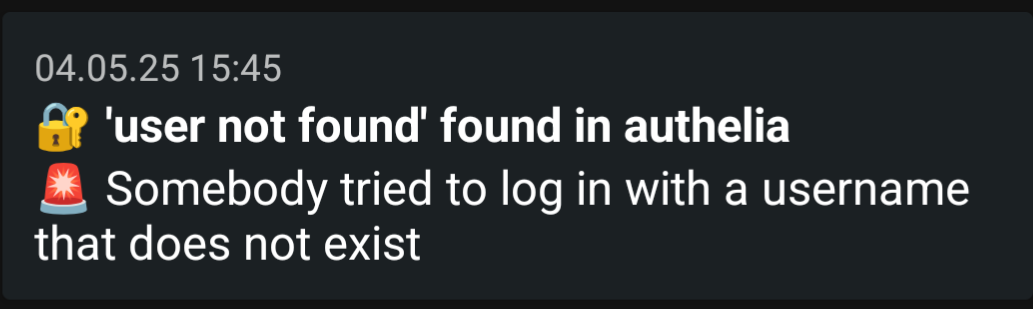 04.05.25 15:45
🔐 'user not found' found in authelia
🚨 Somebody tried to log in with a username
that does not exist